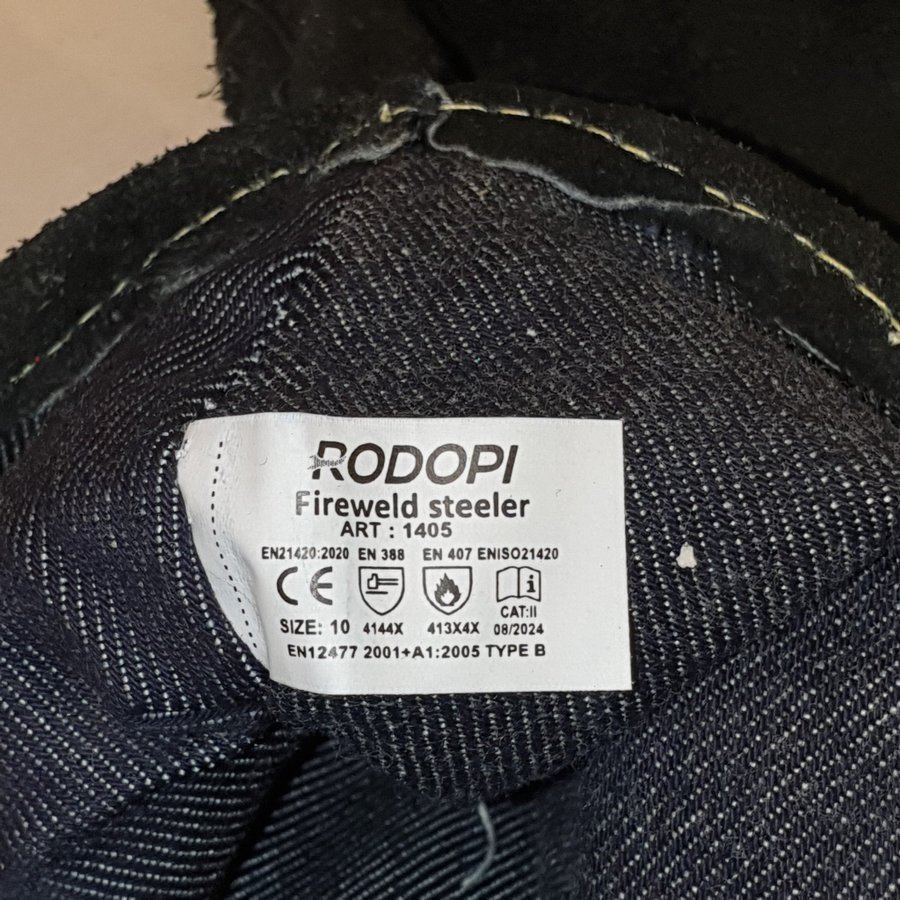 RODOPI
Fireweld steeler
ART : 1405
EN21420:2020 EN 388 EN 407 ENISO21420
CE
CAT:II
SIZE: 10 4144X 413X4X 08/2024
EN12477 2001+A1:2005 TYPE B